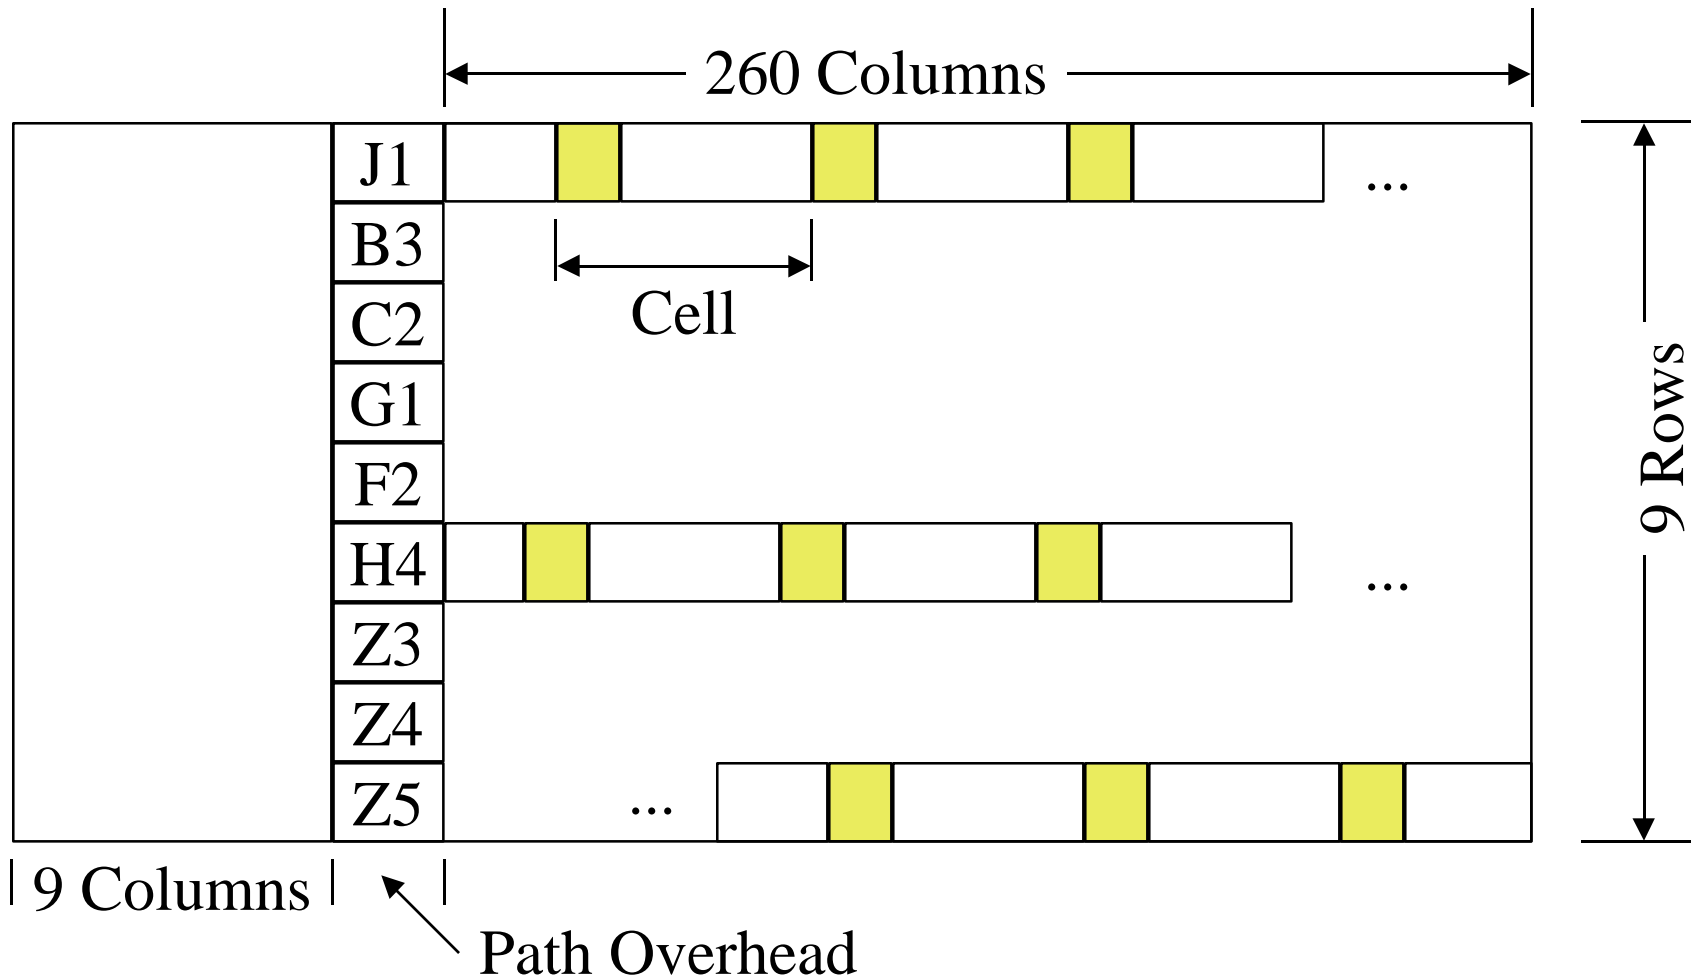 260 Columns
J1
...
B3
Cell
C2
G1
F2
9 Rows
H4
...
Z3
Z4
Z5
...
9 Columns
Path Overhead